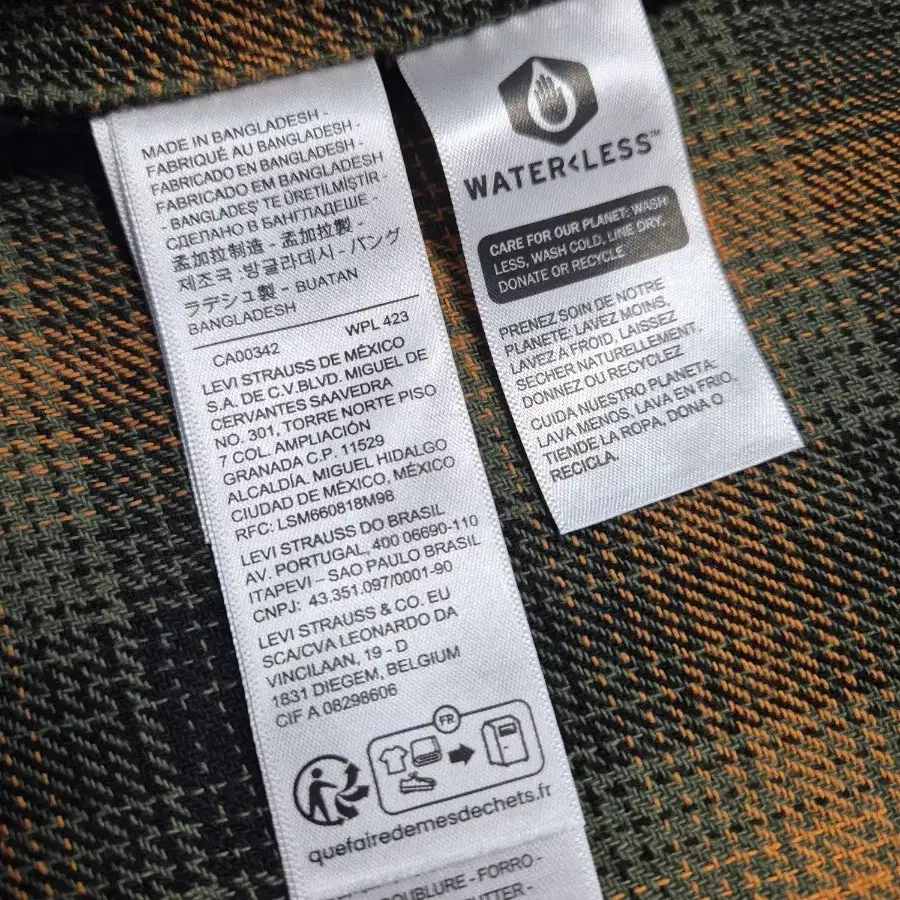 MADE IN BANGLADESH -
FABRIQUÉ AU BANGLADESH -
FABRICADO EN BANGLADESH -
FABRICADO EM BANGLADESH
- BANGLADEŞ'TE ÜRETİLMİŞTİR -
СДЕЛАНО В БАНГЛАДЕШЕ -
孟加拉制造 - 孟加拉製 -
제조국 :방글라데시 - バング
ラデシュ製 - BUATAN
BANGLADESH
CA00342 WPL 423
LEVI STRAUSS DE MÉXICO
S.A. DE C.V.BLVD. MIGUEL DE
CERVANTES SAAVEDRA
NO. 301, TORRE NORTE PISO
7 COL. AMPLIACIÓN
GRANADA C.P. 11529
ALCALDÍA. MIGUEL HIDALGO
CIUDAD DE MÉXICO, MÉXICO
RFC: LSM660818M98
LEVI STRAUSS DO BRASIL
AV. PORTUGAL, 400 06690-110
ITAPEVI – SAO PAULO BRASIL
CNPJ: 43.351.097/0001-90
LEVI STRAUSS & CO. EU
SCA/CVA LEONARDO DA
VINCILAAN, 19 - D
1831 DIEGEM, BELGIUM
CIF A 08298606
FR
quefairedemesdechets.fr
DOUBLURE - FORRO -
WATER<LESS™
CARE FOR OUR PLANET: WASH
LESS, WASH COLD, LINE DRY,
DONATE OR RECYCLE
PRENEZ SOIN DE NOTRE
PLANETE: LAVEZ MOINS,
LAVEZ A FROID, LAISSEZ
SECHER NATURELLEMENT,
DONNEZ OU RECYCLEZ
CUIDA NUESTRO PLANETA:
LAVA MENOS, LAVA EN FRIO,
TIENDE LA ROPA, DONA O
RECICLA.